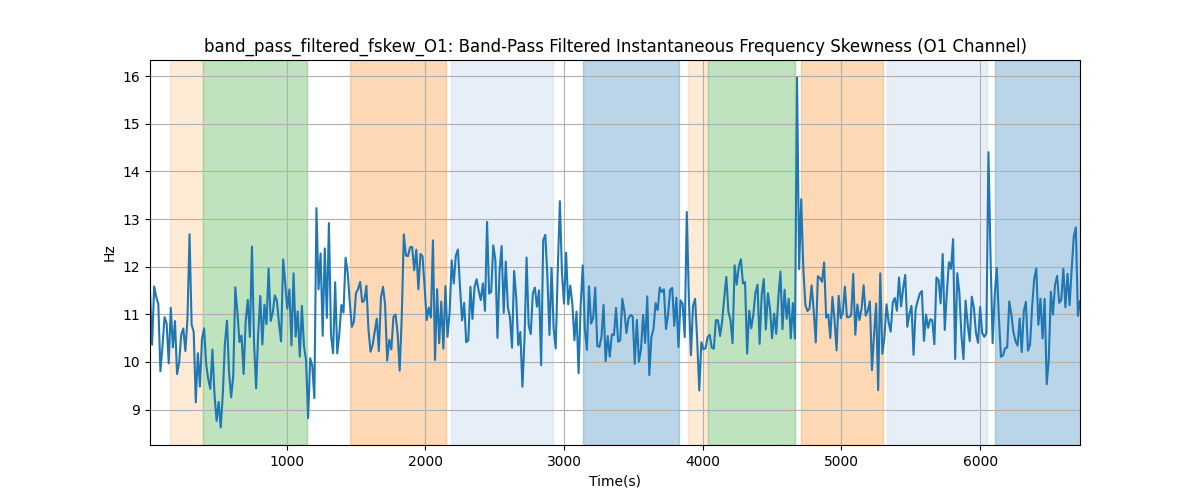 band_pass_filtered_fskew_O1: Band-Pass Filtered Instantaneous Frequency Skewness (O1 Channel)
16
15
14
13
12
11
10
9
Hz
1000 2000 3000 4000 5000 6000
Time(s)